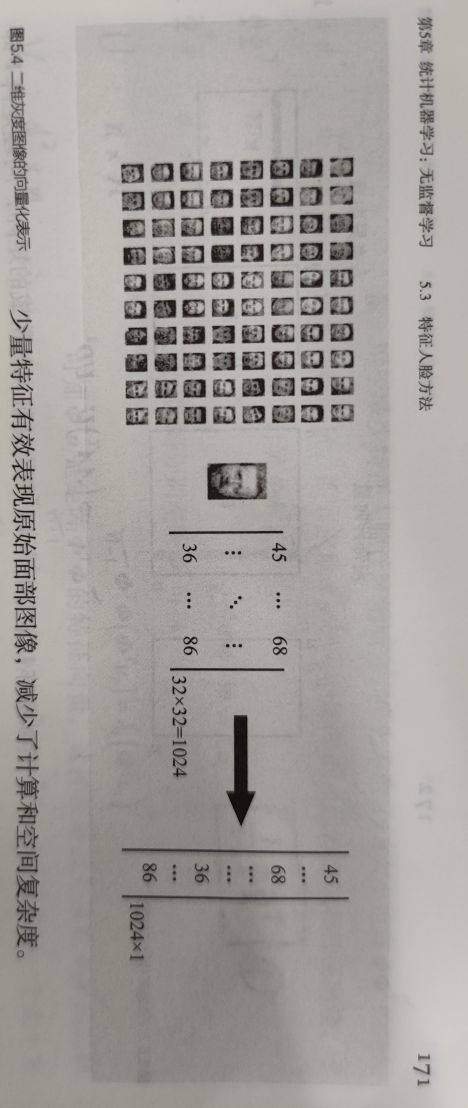 第5章 统计机器学习：无监督学习 5.3 特征人脸方法 171
45 … 68
⋮ ⋱ ⋮
36 … 86
32×32=1024
45
…
68
…
…
36
…
86
1024×1
图5.4 二维灰度图像的向量化表示
少量特征有效表现原始面部图像，减少了计算和空间复杂度。